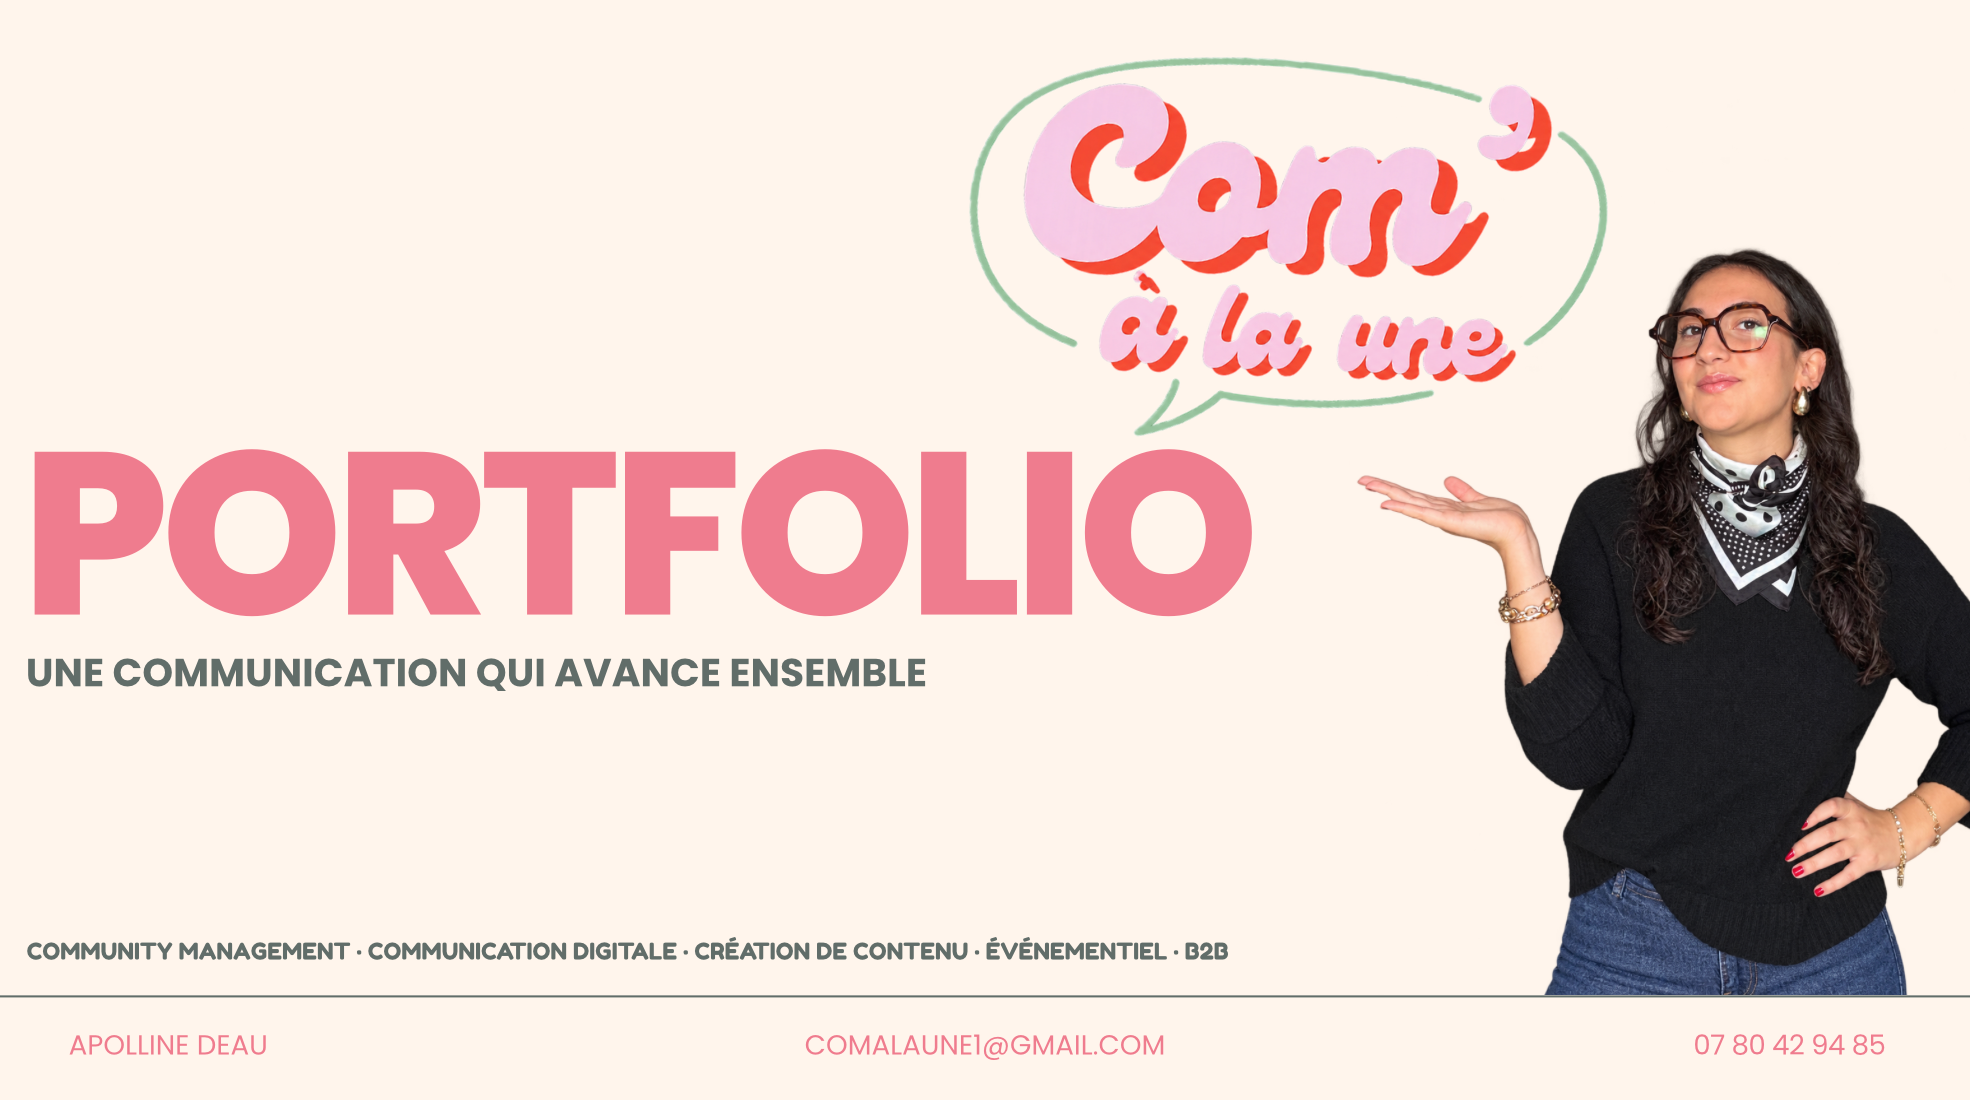 Com'
à la une
PORTFOLIO
UNE COMMUNICATION QUI AVANCE ENSEMBLE
COMMUNITY MANAGEMENT · COMMUNICATION DIGITALE · CRÉATION DE CONTENU · ÉVÉNEMENTIEL · B2B
APOLLINE DEAU
COMALAUNE1@GMAIL.COM
07 80 42 94 85